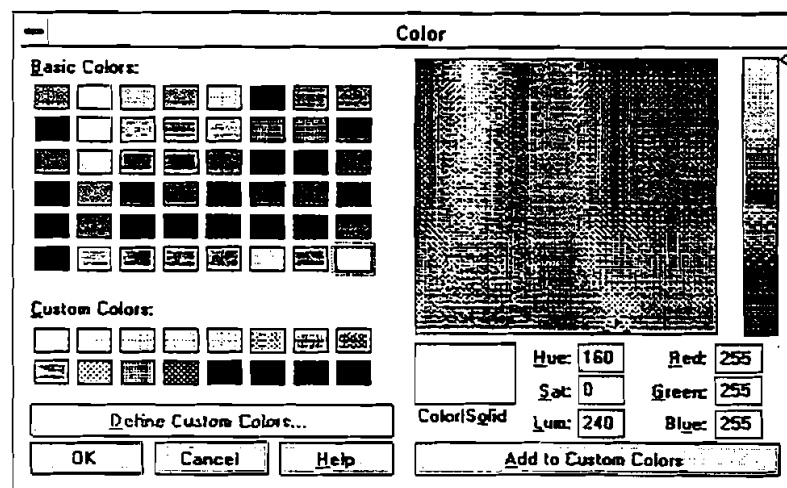 Color
Basic Colors:
Custom Colors:
Define Custom Colors...
OK Cancel Help
Color|Solid
Hue: 160 Red: 255
Sat: 0 Green: 255
Lum: 240 Blue: 255
Add to Custom Colors